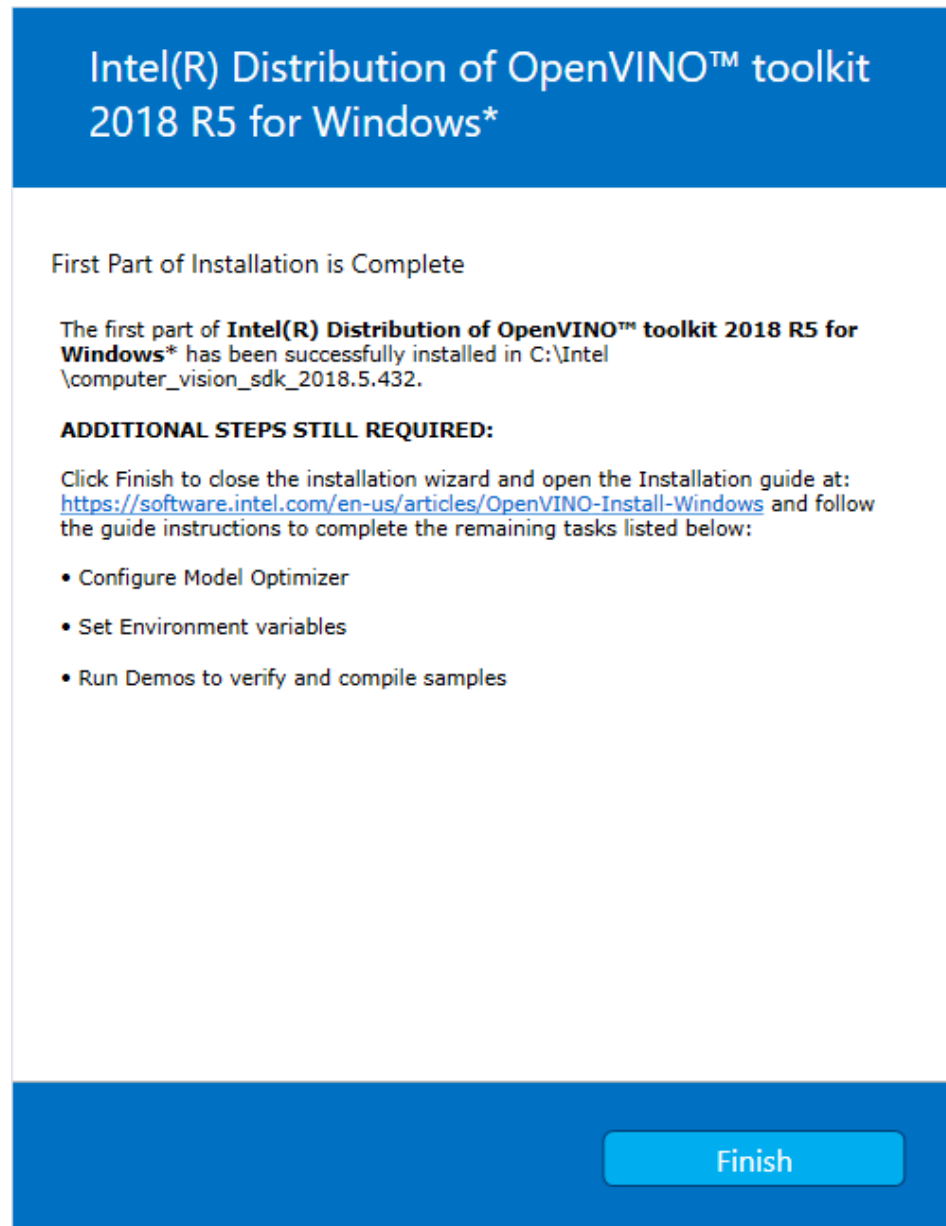 Intel(R) Distribution of OpenVINO™ toolkit
2018 R5 for Windows*
First Part of Installation is Complete
The first part of Intel(R) Distribution of OpenVINO™ toolkit 2018 R5 for
Windows* has been successfully installed in C:\Intel
\computer_vision_sdk_2018.5.432.
ADDITIONAL STEPS STILL REQUIRED:
Click Finish to close the installation wizard and open the Installation guide at:
https://software.intel.com/en-us/articles/OpenVINO-Install-Windows and follow
the guide instructions to complete the remaining tasks listed below:
• Configure Model Optimizer
• Set Environment variables
• Run Demos to verify and compile samples
Finish